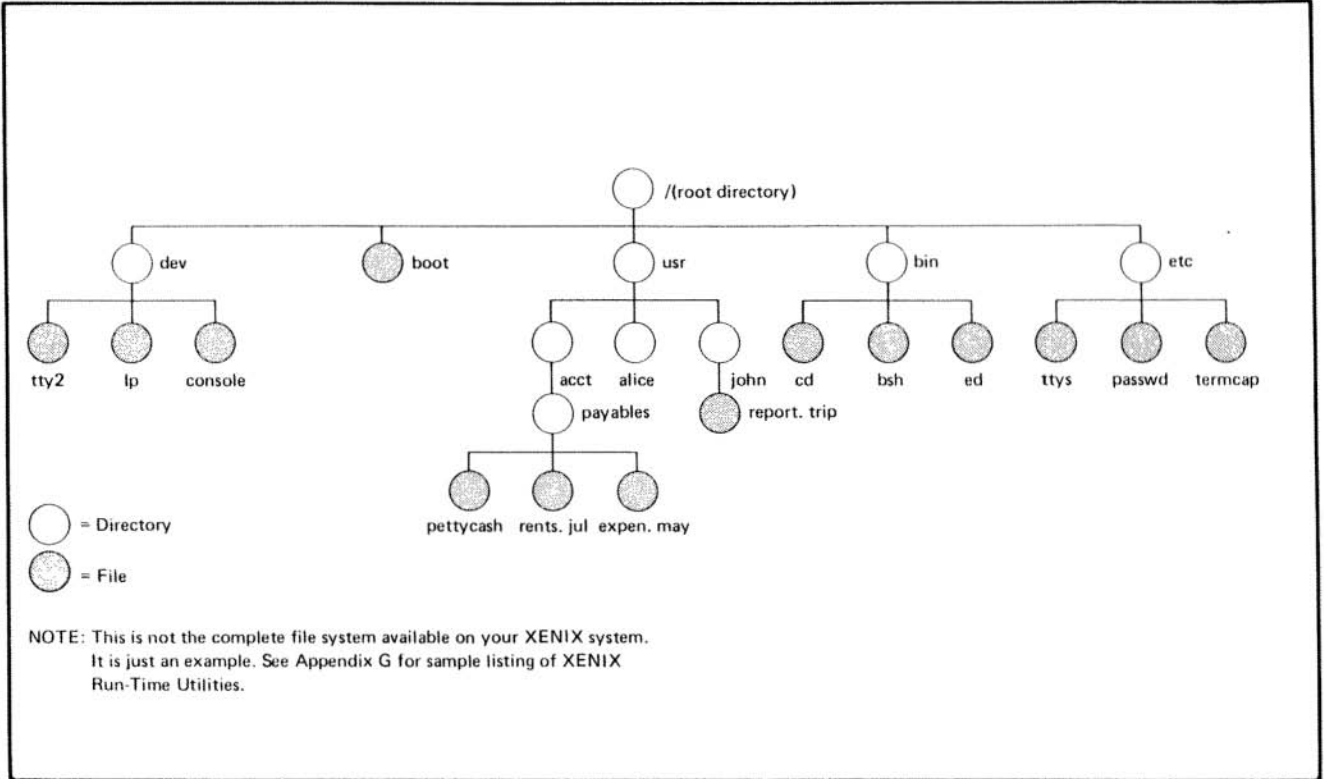 /(root directory)
dev
boot
usr
bin
etc
tty2
lp
console
acct
alice
john
cd
bsh
ed
ttys
passwd
termcap
payables
report. trip
pettycash
rents. jul
expen. may
= Directory
= File
NOTE: This is not the complete file system available on your XENIX system.
It is just an example. See Appendix G for sample listing of XENIX
Run-Time Utilities.